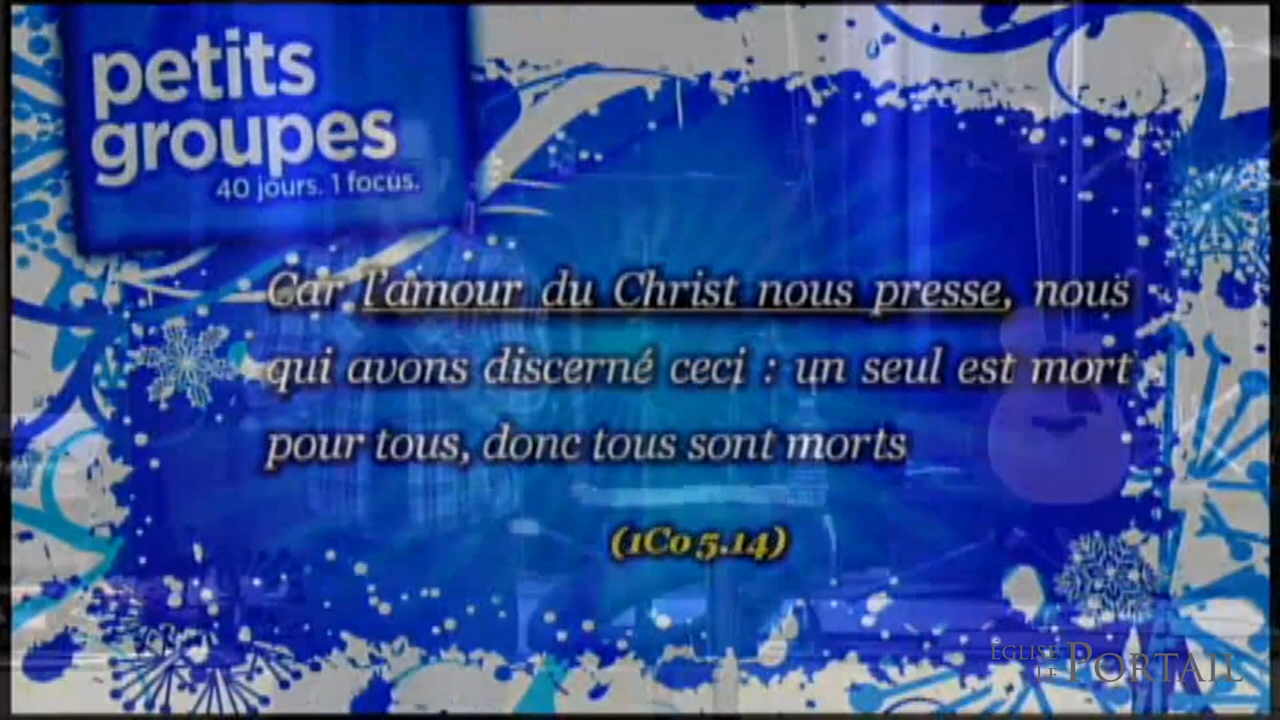 petits
groupes
40 jours. 1 focus.
Car l'amour du Christ nous presse, nous
qui avons discerné ceci : un seul est mort
pour tous, donc tous sont morts
(1Co 5.14)
ÉGLISE
LE PORTAIL